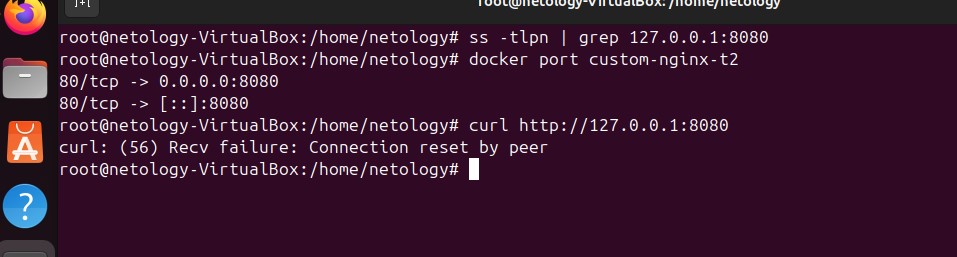 root@netology-VirtualBox: /home/netology
root@netology-VirtualBox:/home/netology# ss -tlpn | grep 127.0.0.1:8080
root@netology-VirtualBox:/home/netology# docker port custom-nginx-t2
80/tcp -> 0.0.0.0:8080
80/tcp -> [::]:8080
root@netology-VirtualBox:/home/netology# curl http://127.0.0.1:8080
curl: (56) Recv failure: Connection reset by peer
root@netology-VirtualBox:/home/netology#